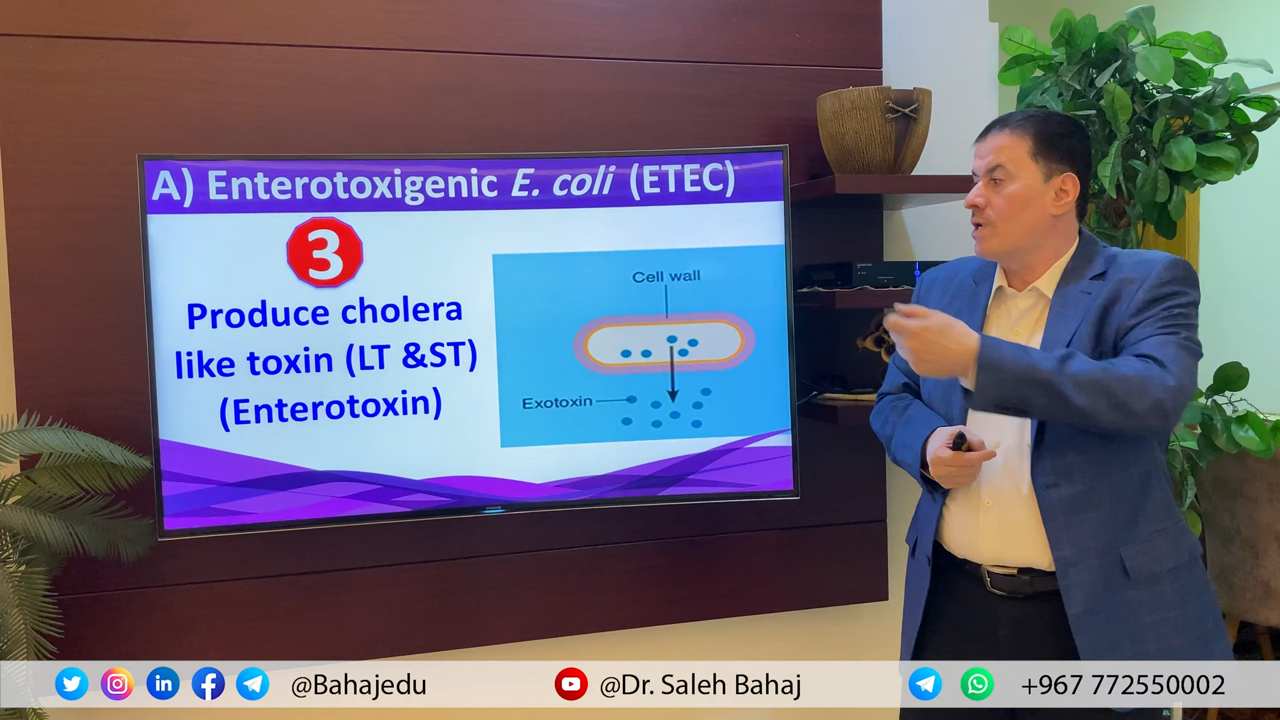 A) Enterotoxigenic E. coli (ETEC)
3
Produce cholera
like toxin (LT &ST)
(Enterotoxin)
Cell wall
Exotoxin
@Bahajedu
@Dr. Saleh Bahaj
+967 772550002